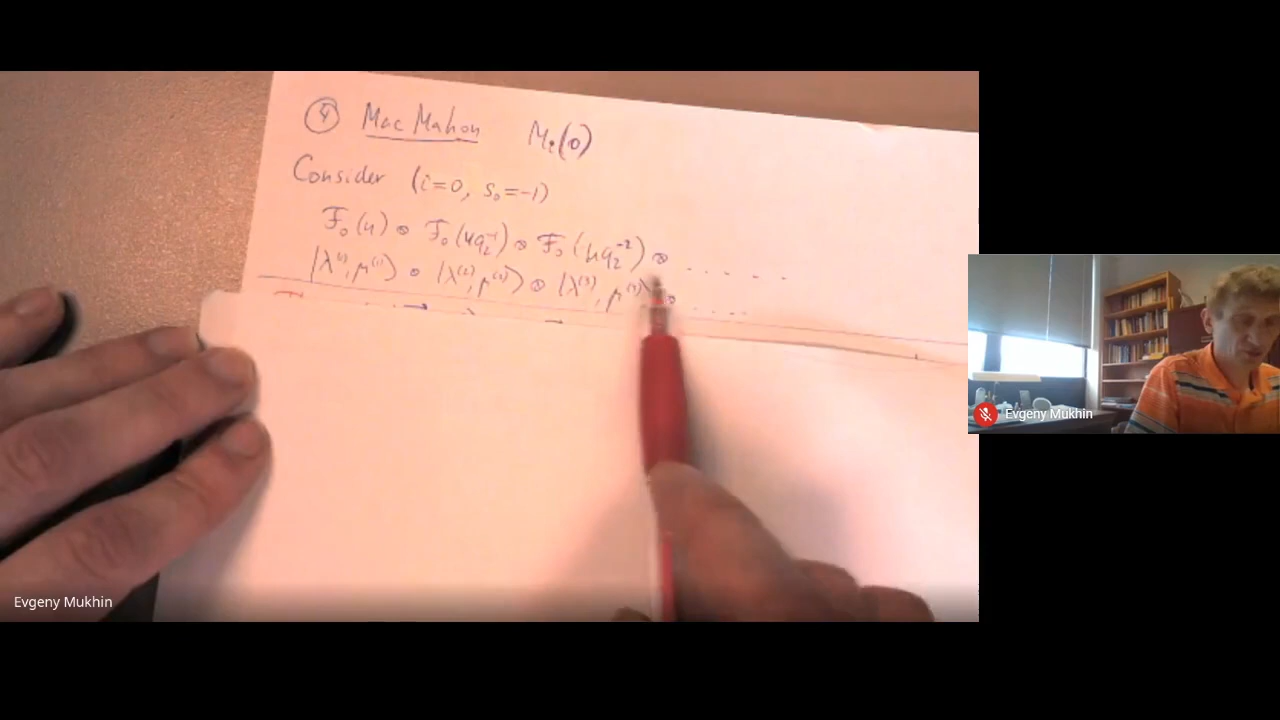 ④ MacMahon M_i(0)
Consider (i=0, s₀=-1)
F₀(u) ⊗ F₀(uq₂⁻¹) ⊗ F₀(uq₂⁻²) ⊗ ......
|λ⁽¹⁾, μ⁽¹⁾⟩ ⊗ |λ⁽²⁾, μ⁽²⁾⟩ ⊗ |λ⁽³⁾, μ⁽³⁾⟩ ⊗ ....
Evgeny Mukhin
Evgeny Mukhin